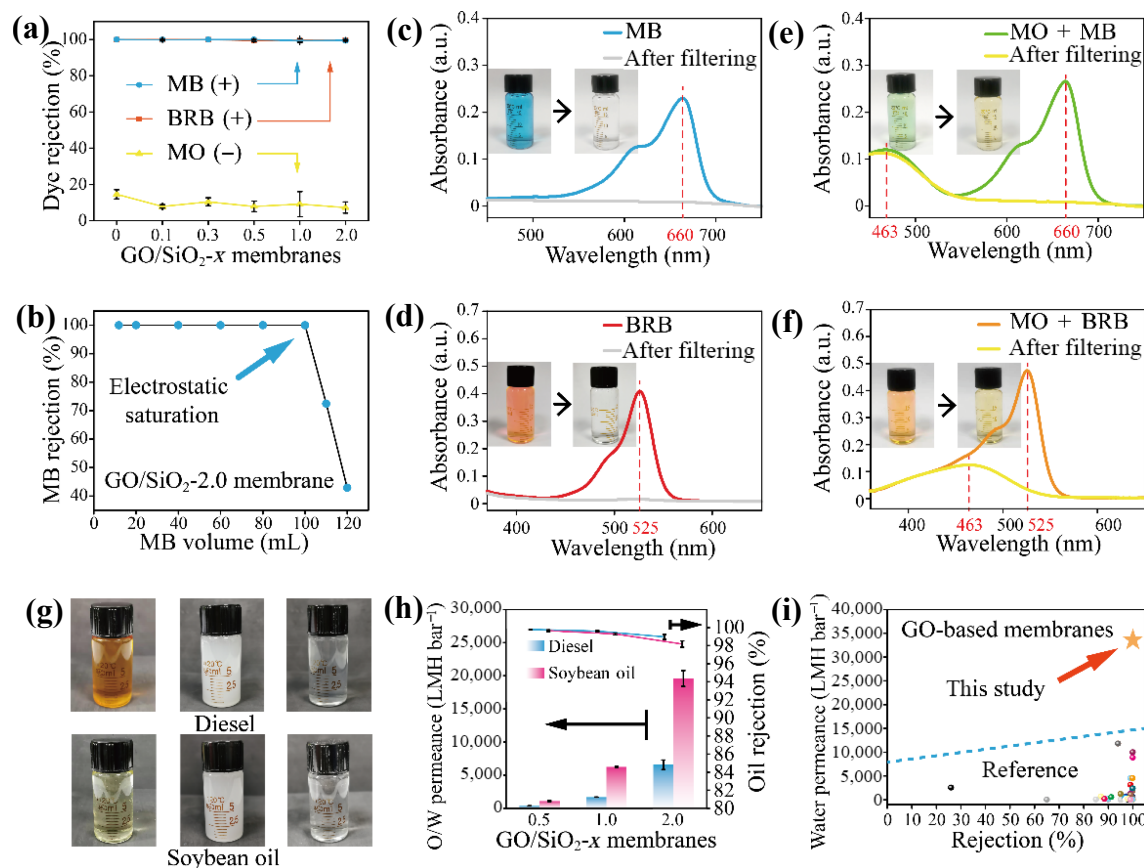 (a)
Dyc rejection (%)
100
80
60
40
20
0
MB (+)
BRB (+)
MO (−)
0 0.1 0.3 0.5 1.0 2.0
GO/SiO₂-x membranes
(b)
MB rejection (%)
100
90
80
70
60
50
40
Electrostatic
saturation
GO/SiO₂-2.0 membrane
0 20 40 60 80 100 120
MB volume (mL)
(c)
Absorbance (a.u.)
0.4
0.3
0.2
0.1
0
MB
After filtering
500 600 660 700
Wavelength (nm)
(d)
Absorbance (a.u.)
0.7
0.6
0.5
0.4
0.3
0.2
0.1
0
BRB
After filtering
400 500 525 600
Wavelength (nm)
(e)
Absorbance (a.u.)
0.4
0.3
0.2
0.1
0
MO + MB
After filtering
463 500 600 660 700
Wavelength (nm)
(f)
Absorbancc (a.u.)
0.7
0.6
0.5
0.4
0.3
0.2
0.1
0
MO + BRB
After filtering
400 463 500 525 600
Wavelength (nm)
(g)
Diesel
Soybean oil
(h)
O/W permeance (LMH bar⁻¹)
30,000
25,000
20,000
15,000
10,000
5,000
0
Diesel
Soybean oil
100
98
96
94
92
90
88
86
84
82
80
Oil rejection (%)
0.5 1.0 2.0
GO/SiO₂-x membranes
(i)
Water permeance (LMH bar⁻¹)
40,000
35,000
30,000
25,000
20,000
15,000
10,000
5,000
0
GO-based membranes
This study
Reference
0 10 20 30 40 50 60 70 80 90 100
Rejection (%)